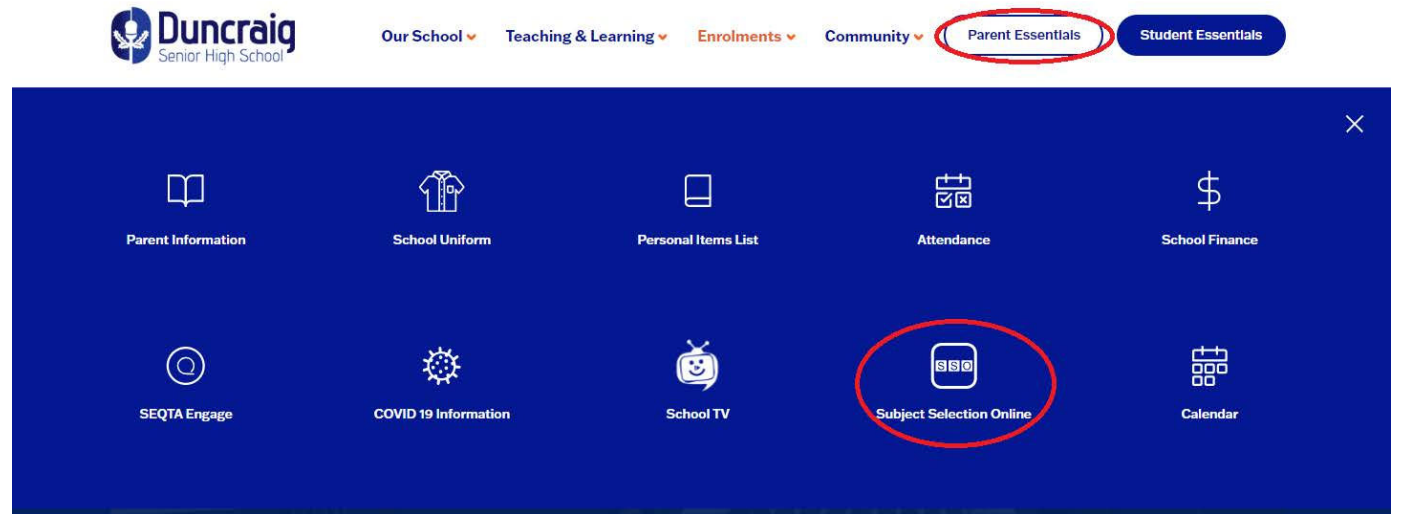 Duncraig
Senior High School
Our School Teaching & Learning Enrolments Community Parent Essentials Student Essentials
Parent Information School Uniform Personal Items List Attendance School Finance
SSO
SEQTA Engage COVID 19 Information School TV Subject Selection Online Calendar